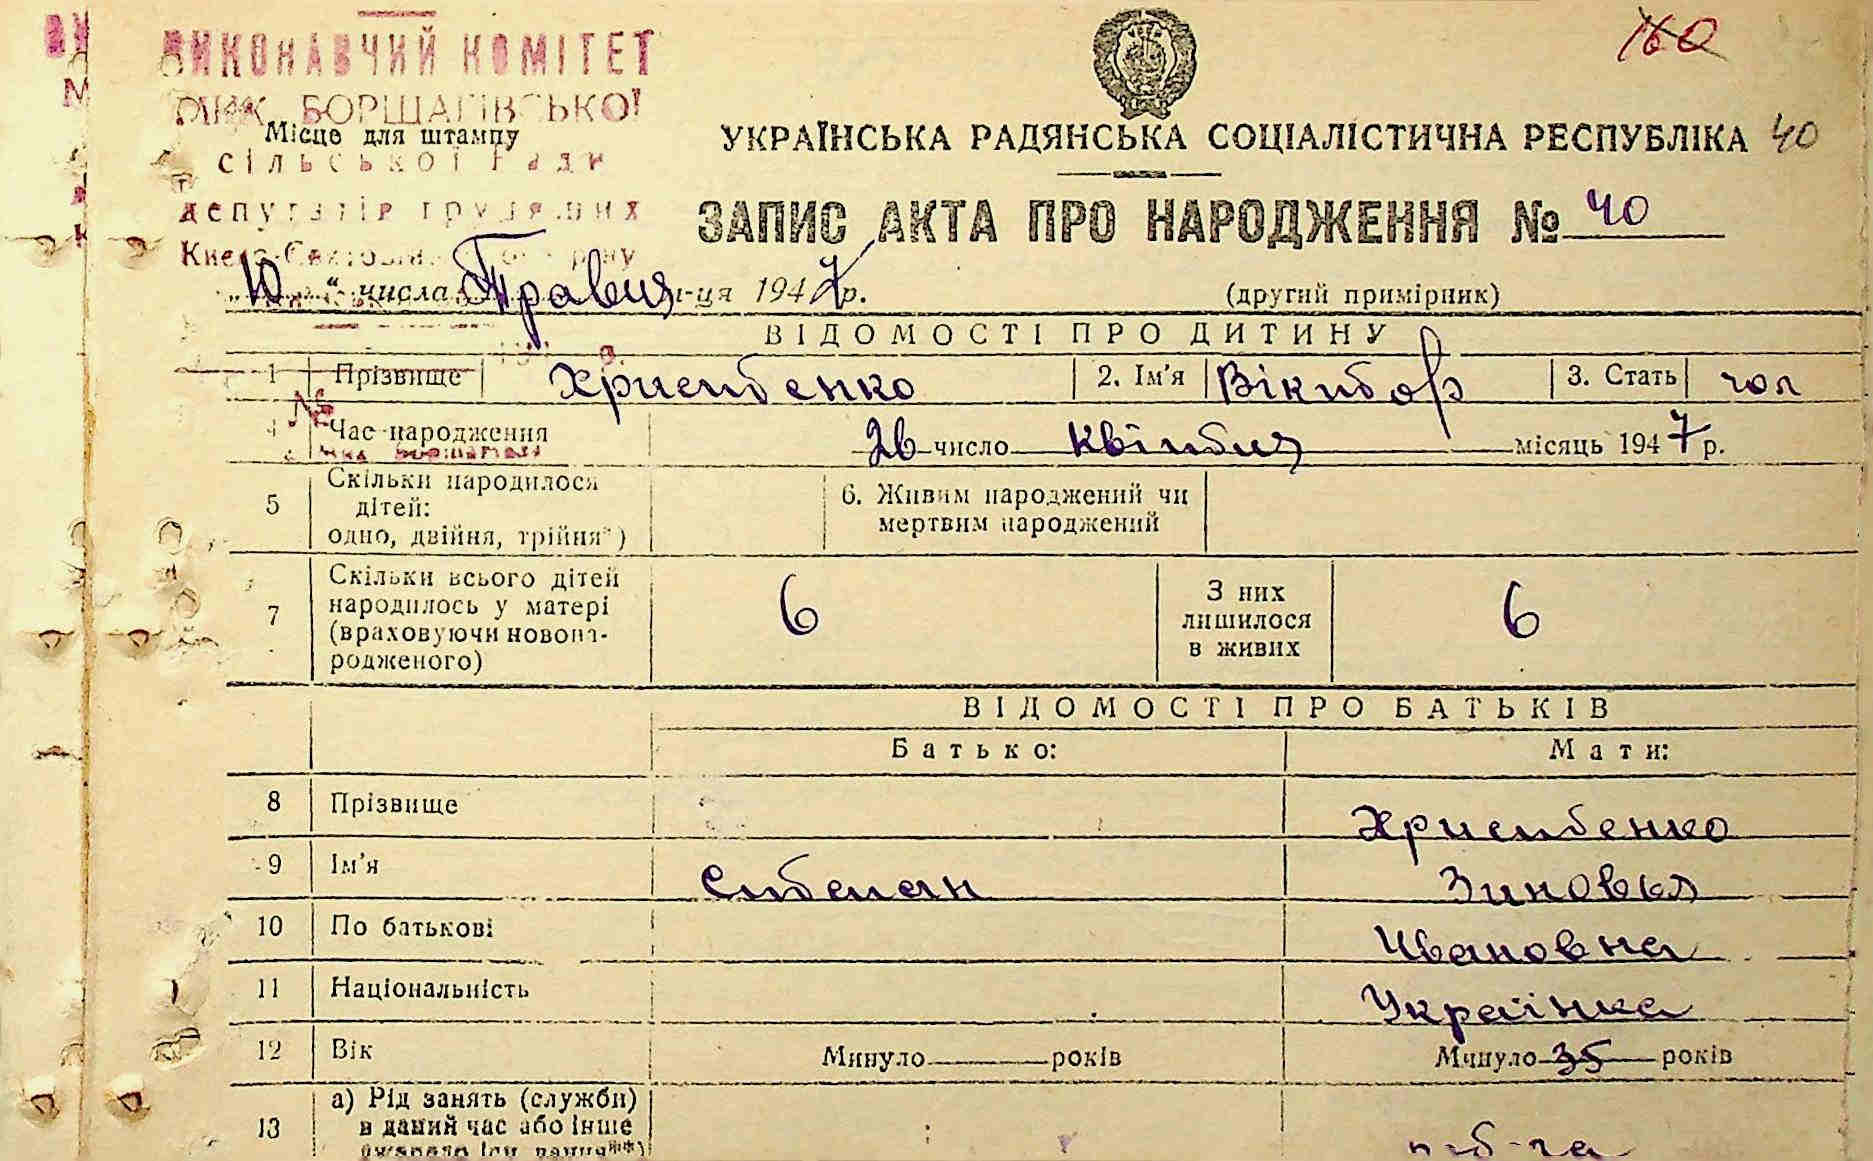 160
ВИКОНАВЧИЙ КОМІТЕТ
МИК. БОРЩАГІВСЬКОЇ
Місце для штампу
сільської Ради
депутатів трудящих
УКРАЇНСЬКА РАДЯНСЬКА СОЦІАЛІСТИЧНА РЕСПУБЛІКА 40
ЗАПИС АКТА ПРО НАРОДЖЕННЯ № 40
„10“ числа Травня м-ця 1947 р.
(другий примірник)
ВІДОМОСТІ ПРО ДИТИНУ
1 Прізвище Христенко 2. Ім'я Віктор 3. Стать чол
4 Час народження 26 число Квітня місяць 1947 р.
5 Скільки народилося дітей: одно, двійня, трійня*) 6. Живим народжений чи мертвим народжений
7 Скільки всього дітей народилось у матері (враховуючи новонародженого) 6 З них лишилося в живих 6
ВІДОМОСТІ ПРО БАТЬКІВ
Батько: Мати:
8 Прізвище Христенко
9 Ім'я Степан Зиновья
10 По батькові Ивановна
11 Національність Українка
12 Вік Минуло років Минуло 35 років
13 а) Рід занять (служби)
в даний час або інше